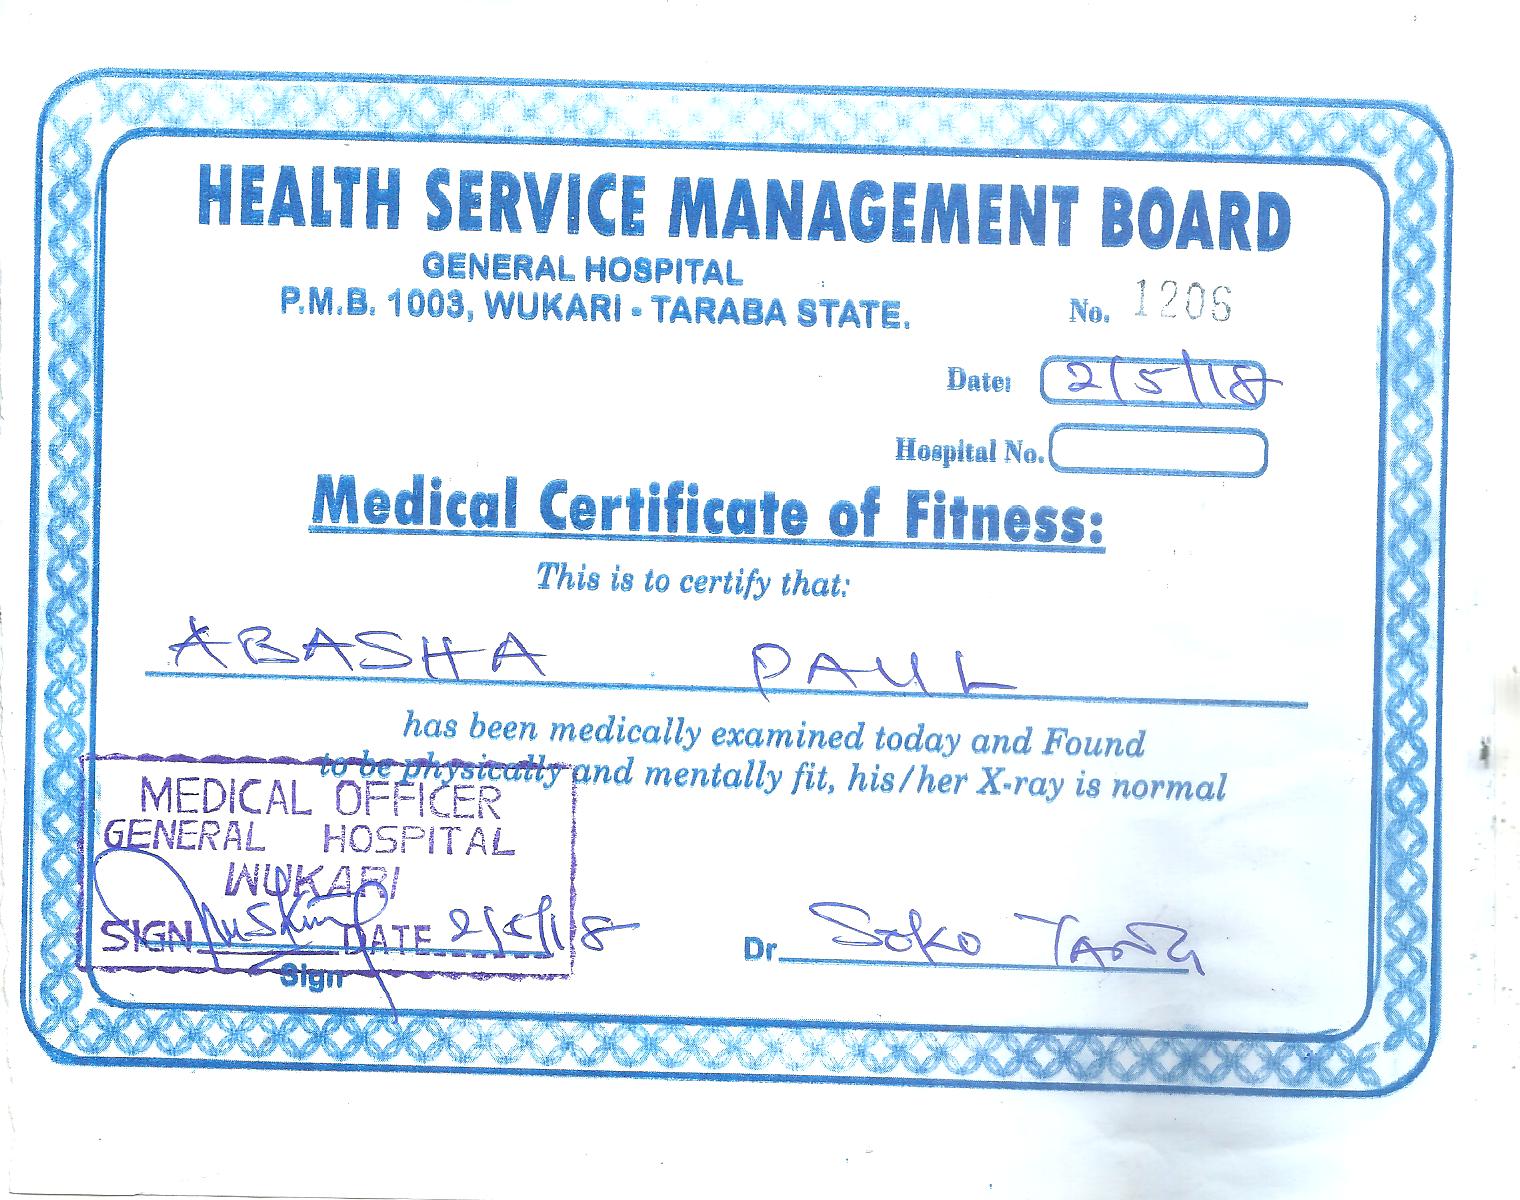 HEALTH SERVICE MANAGEMENT BOARD
GENERAL HOSPITAL
P.M.B. 1003, WUKARI - TARABA STATE.
No. 1206
Date: 2/5/18
Hospital No.
Medical Certificate of Fitness:
This is to certify that:
ABASHA PAUL
has been medically examined today and Found
to be physically and mentally fit, his/her X-ray is normal
MEDICAL OFFICER
GENERAL HOSPITAL
WUKARI
SIGN DATE 2/5/18
Sign
Dr Soko